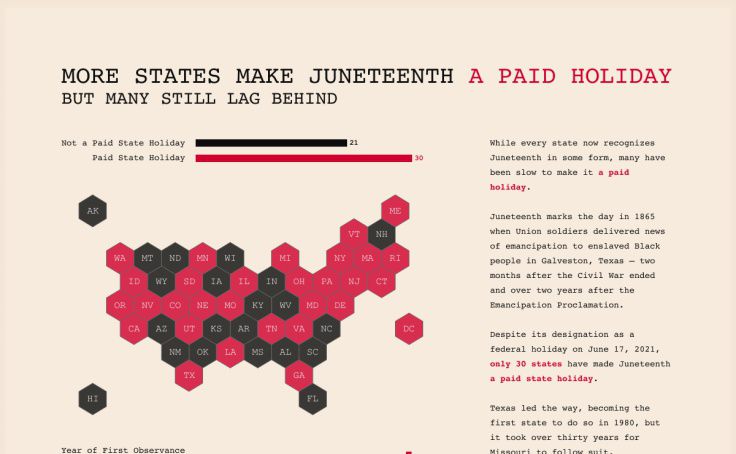 MORE STATES MAKE JUNETEENTH A PAID HOLIDAY
BUT MANY STILL LAG BEHIND
Not a Paid State Holiday 21
Paid State Holiday 30
AK ME
VT NH
WA MT ND MN WI MI NY MA RI
ID WY SD IA IL IN OH PA NJ CT
OR NV CO NE MO KY WV MD DE
CA AZ UT KS AR TN VA NC DC
NM OK LA MS AL SC
TX GA
HI FL
Year of First Observance
While every state now recognizes
Juneteenth in some form, many have
been slow to make it a paid
holiday.
Juneteenth marks the day in 1865
when Union soldiers delivered news
of emancipation to enslaved Black
people in Galveston, Texas — two
months after the Civil War ended
and over two years after the
Emancipation Proclamation.
Despite its designation as a
federal holiday on June 17, 2021,
only 30 states have made Juneteenth
a paid state holiday.
Texas led the way, becoming the
first state to do so in 1980, but
it took over thirty years for
Missouri to follow suit.